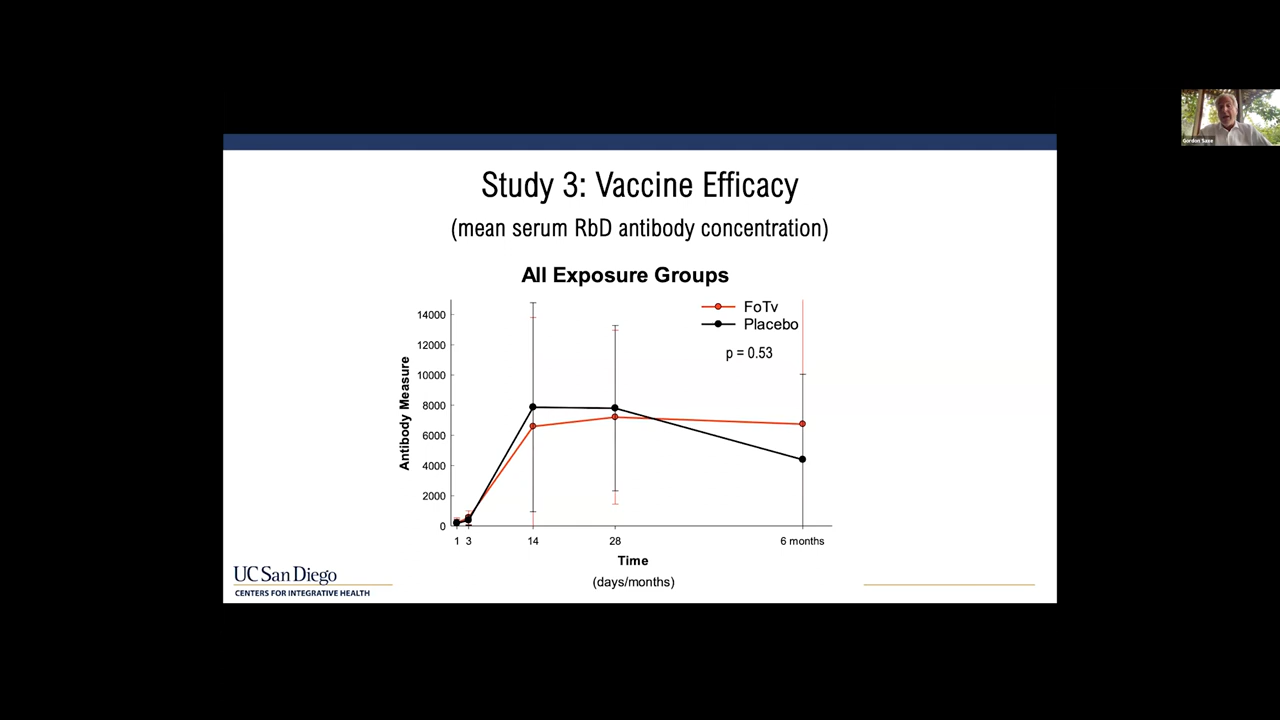 Study 3: Vaccine Efficacy
(mean serum RbD antibody concentration)
All Exposure Groups
FoTv
Placebo
p = 0.53
14000
12000
10000
8000
6000
4000
2000
0
Antibody Measure
1 3 14 28 6 months
Time
(days/months)
UC San Diego
CENTERS FOR INTEGRATIVE HEALTH
Gordon Saxe